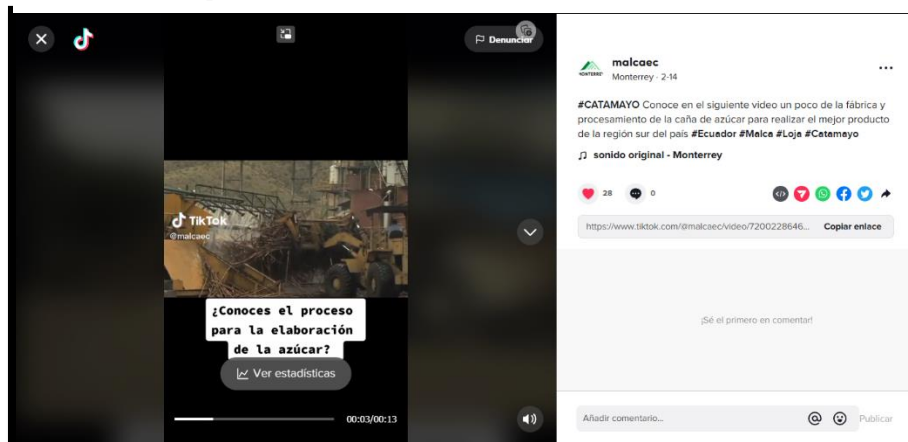 Denunciar
TikTok
@malcaec
¿Conoces el proceso
para la elaboración
de la azúcar?
Ver estadísticas
00:03/00:13
MONTERREY
malcaec
Monterrey · 2-14
#CATAMAYO Conoce en el siguiente video un poco de la fábrica y
procesamiento de la caña de azúcar para realizar el mejor producto
de la región sur del país #Ecuador #Malca #Loja #Catamayo
sonido original - Monterrey
28
0
https://www.tiktok.com/@malcaec/video/7200228646...
Copiar enlace
¡Sé el primero en comentar!
Añadir comentario...
Publicar